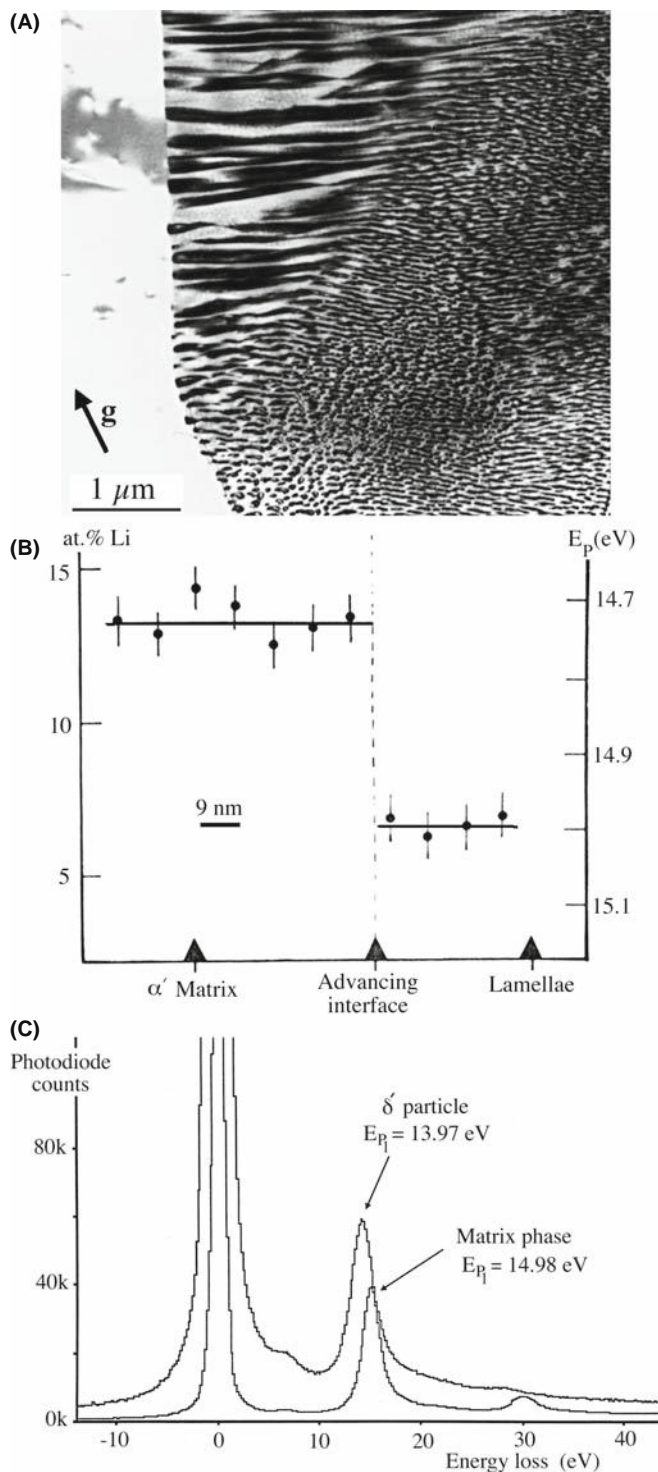 (A)
g
1 μm
(B)
at.% Li
E_P(eV)
15
14.7
10
14.9
9 nm
5
15.1
α′ Matrix
Advancing
interface
Lamellae
(C)
Photodiode
counts
δ′ particle
E_P_l = 13.97 eV
80k
Matrix phase
E_P_l = 14.98 eV
40k
0k
-10
0
10
20
30
40
Energy loss (eV)